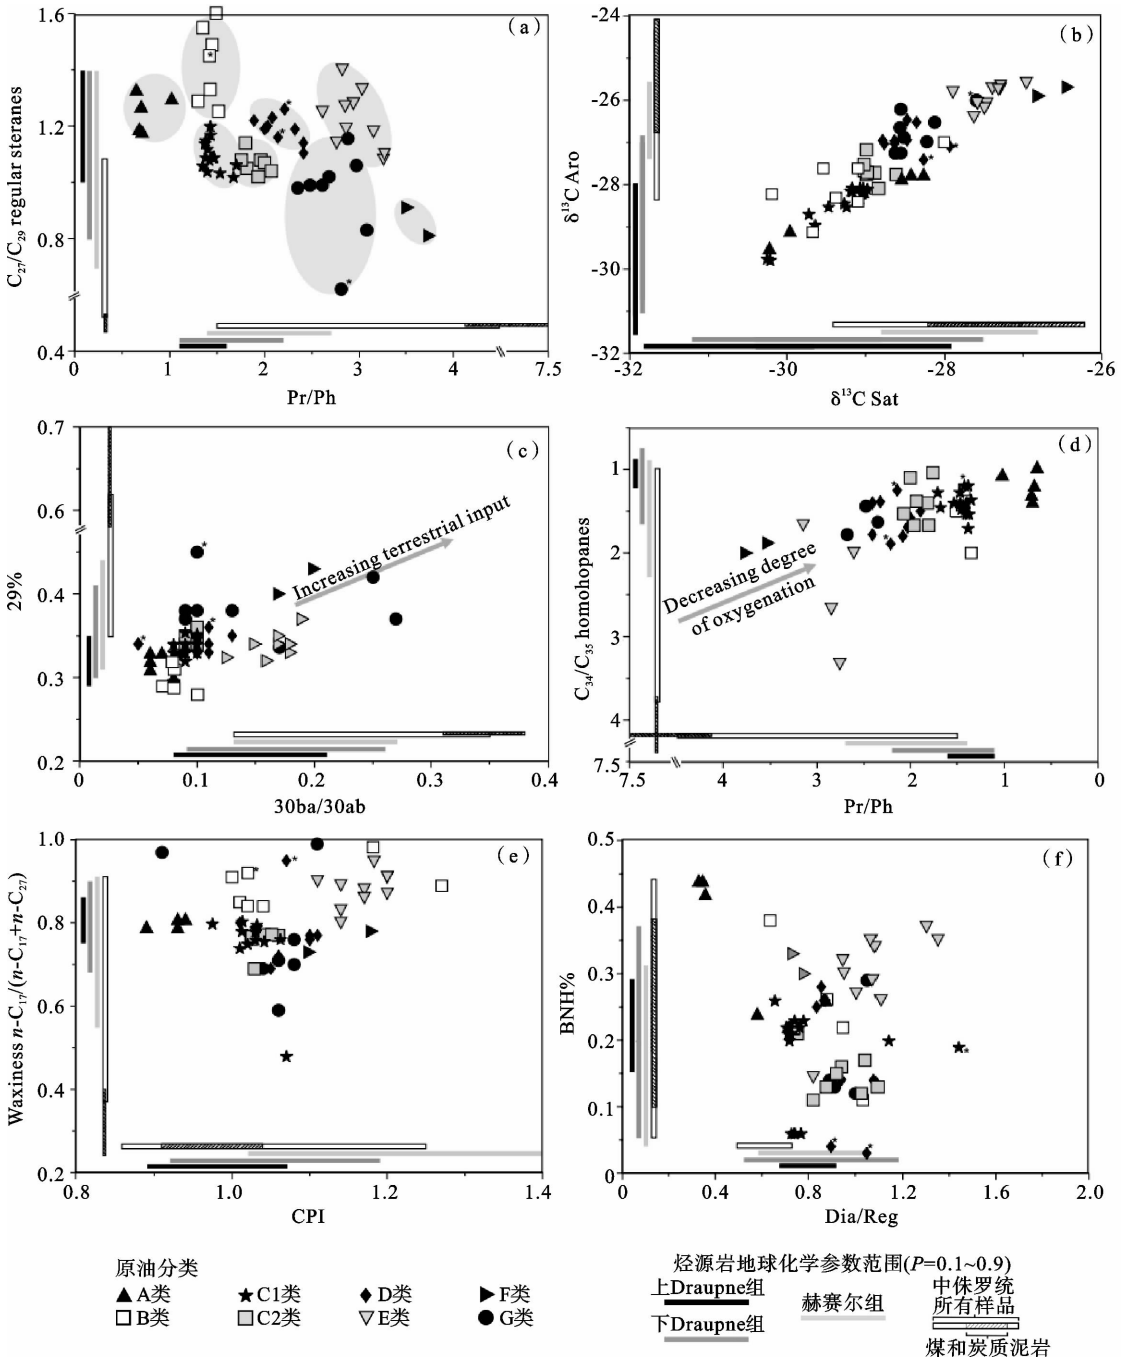 1.6
1.2
0.8
0.4
C27/C29 regular steranes
0
1
2
3
4
7.5
Pr/Ph
(a)
*
*
*
*
-24
-26
-28
-30
-32
δ13C Aro
-32
-30
-28
-26
δ13C Sat
(b)
*
*
*
0.7
0.6
0.4
0.3
0.2
29%
0
0.1
0.2
0.3
0.4
30ba/30ab
(c)
Increasing terrestrial input
*
*
*
1
2
3
4
7.5
C34/C35 homohopanes
7.5
4
3
2
1
0
Pr/Ph
(d)
Decreasing degree
of oxygenation
*
*
*
1.0
0.8
0.6
0.4
0.2
Waxiness n-C17/(n-C17+n-C27)
0.8
1.0
1.2
1.4
CPI
(e)
*
*
0.5
0.4
0.3
0.2
0.1
0
BNH%
0
0.4
0.8
1.2
1.6
2.0
Dia/Reg
(f)
*
*
*
原油分类
A类
C1类
D类
F类
B类
C2类
E类
G类
烃源岩地球化学参数范围(P=0.1~0.9)
上Draupne组
下Draupne组
赫赛尔组
中侏罗统
所有样品
煤和炭质泥岩